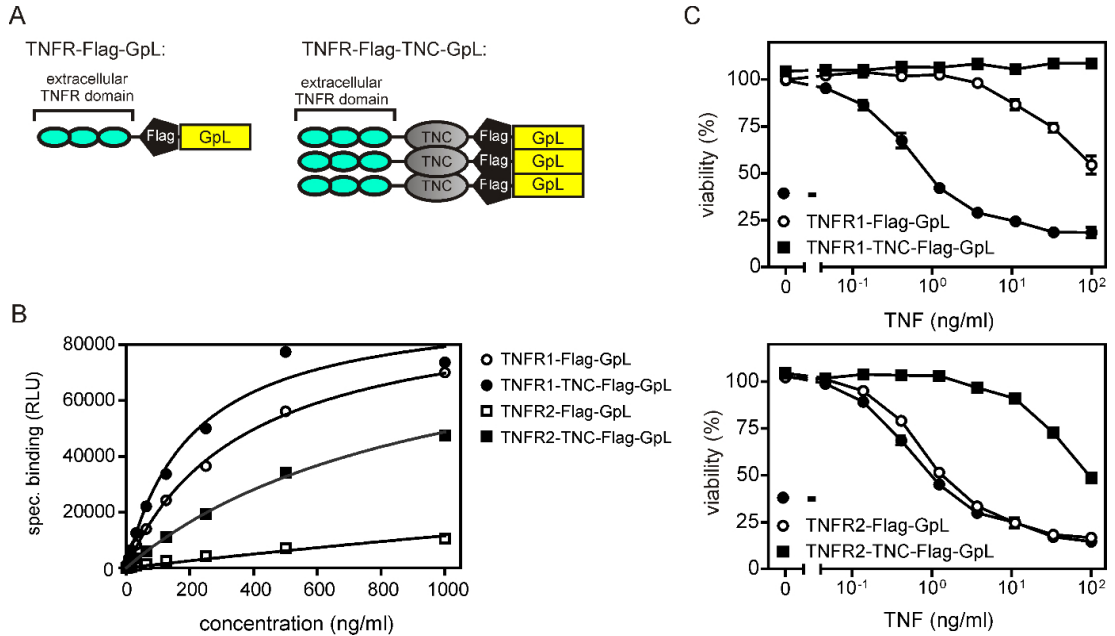 A
TNFR-Flag-GpL:
extracellular
TNFR domain
Flag
GpL
TNFR-Flag-TNC-GpL:
extracellular
TNFR domain
TNC
Flag
GpL
TNC
Flag
GpL
TNC
Flag
GpL
B
spec. binding (RLU)
80000
60000
40000
20000
0
0 200 400 600 800 1000
concentration (ng/ml)
TNFR1-Flag-GpL
TNFR1-TNC-Flag-GpL
TNFR2-Flag-GpL
TNFR2-TNC-Flag-GpL
C
viability (%)
100
75
50
25
0
-
TNFR1-Flag-GpL
TNFR1-TNC-Flag-GpL
0 10-1 100 101 102
TNF (ng/ml)
viability (%)
100
75
50
25
0
-
TNFR2-Flag-GpL
TNFR2-TNC-Flag-GpL
0 10-1 100 101 102
TNF (ng/ml)